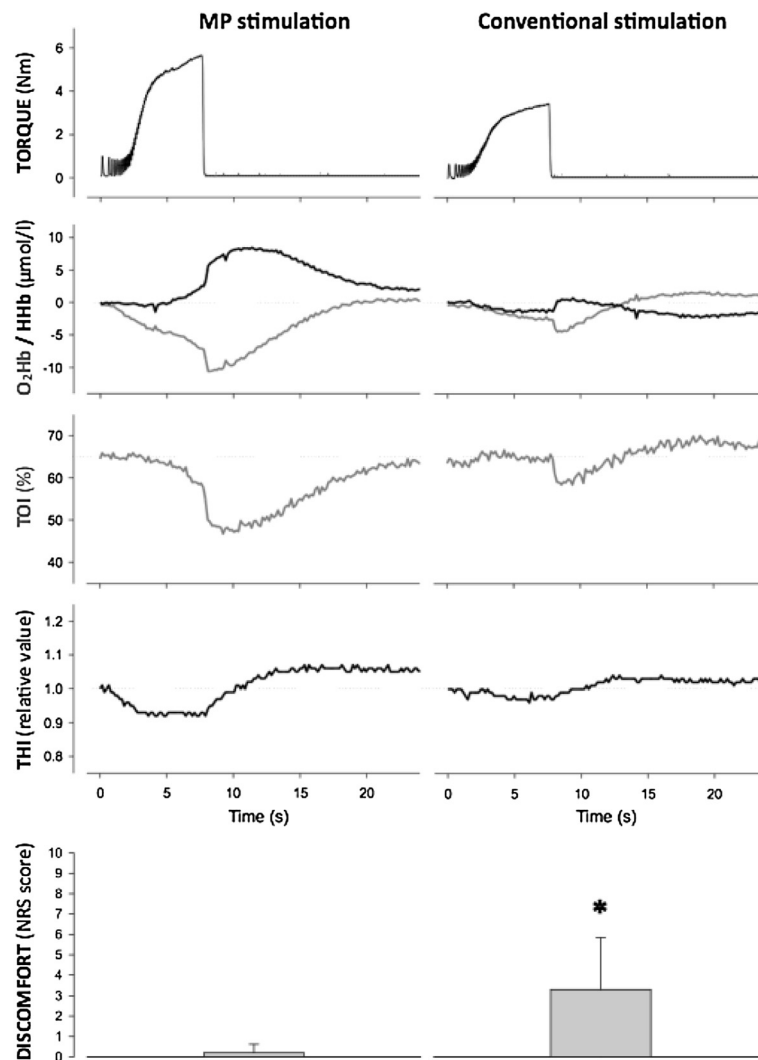 MP stimulation
Conventional stimulation
TORQUE (Nm)
6
4
2
0
O₂Hb / HHb (µmol/l)
10
5
0
-5
-10
TOI (%)
70
60
50
40
THI (relative value)
1.2
1.1
1.0
0.9
0.8
0 5 10 15 20
0 5 10 15 20
Time (s)
Time (s)
DISCOMFORT (NRS score)
10
9
8
7
6
5
4
3
2
1
0
*